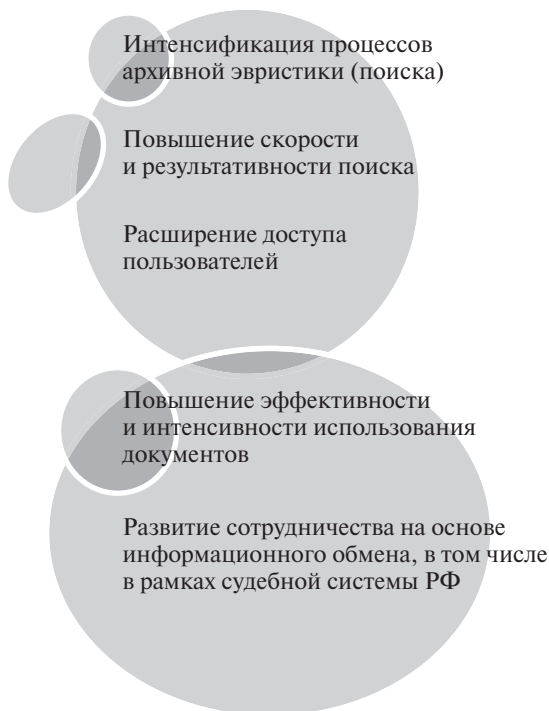 Интенсификация процессов
архивной эвристики (поиска)
Повышение скорости
и результативности поиска
Расширение доступа
пользователей
Повышение эффективности
и интенсивности использования
документов
Развитие сотрудничества на основе
информационного обмена, в том числе
в рамках судебной системы РФ